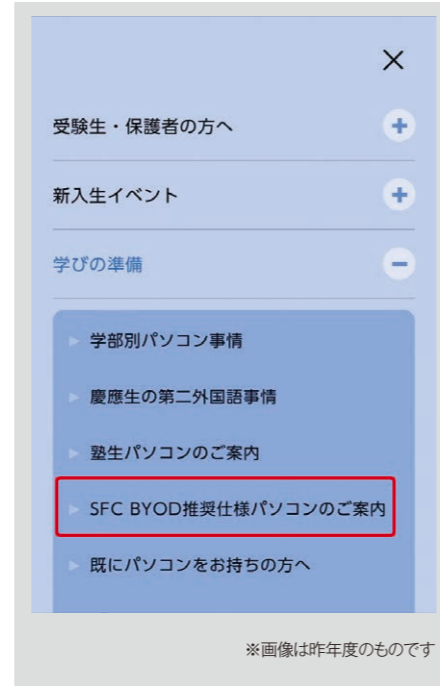 受験生・保護者の方へ
新入生イベント
学びの準備
学部別パソコン事情
慶應生の第二外国語事情
塾生パソコンのご案内
SFC BYOD推奨仕様パソコンのご案内
既にパソコンをお持ちの方へ
※画像は昨年度のものです